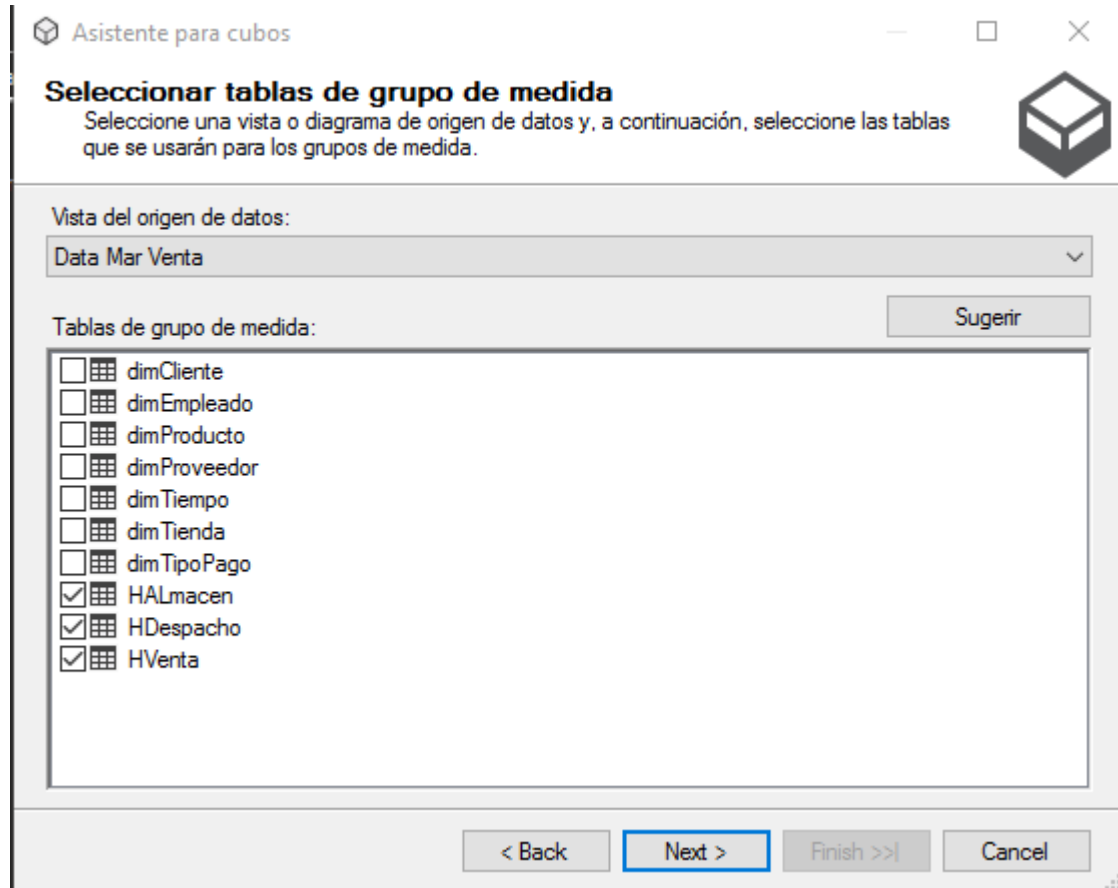 Asistente para cubos
Seleccionar tablas de grupo de medida
Seleccione una vista o diagrama de origen de datos y, a continuación, seleccione las tablas
que se usarán para los grupos de medida.
Vista del origen de datos:
Data Mar Venta
Tablas de grupo de medida:
Sugerir
dimCliente
dimEmpleado
dimProducto
dimProveedor
dimTiempo
dimTienda
dimTipoPago
HALmacen
HDespacho
HVenta
< Back
Next >
Finish >>|
Cancel